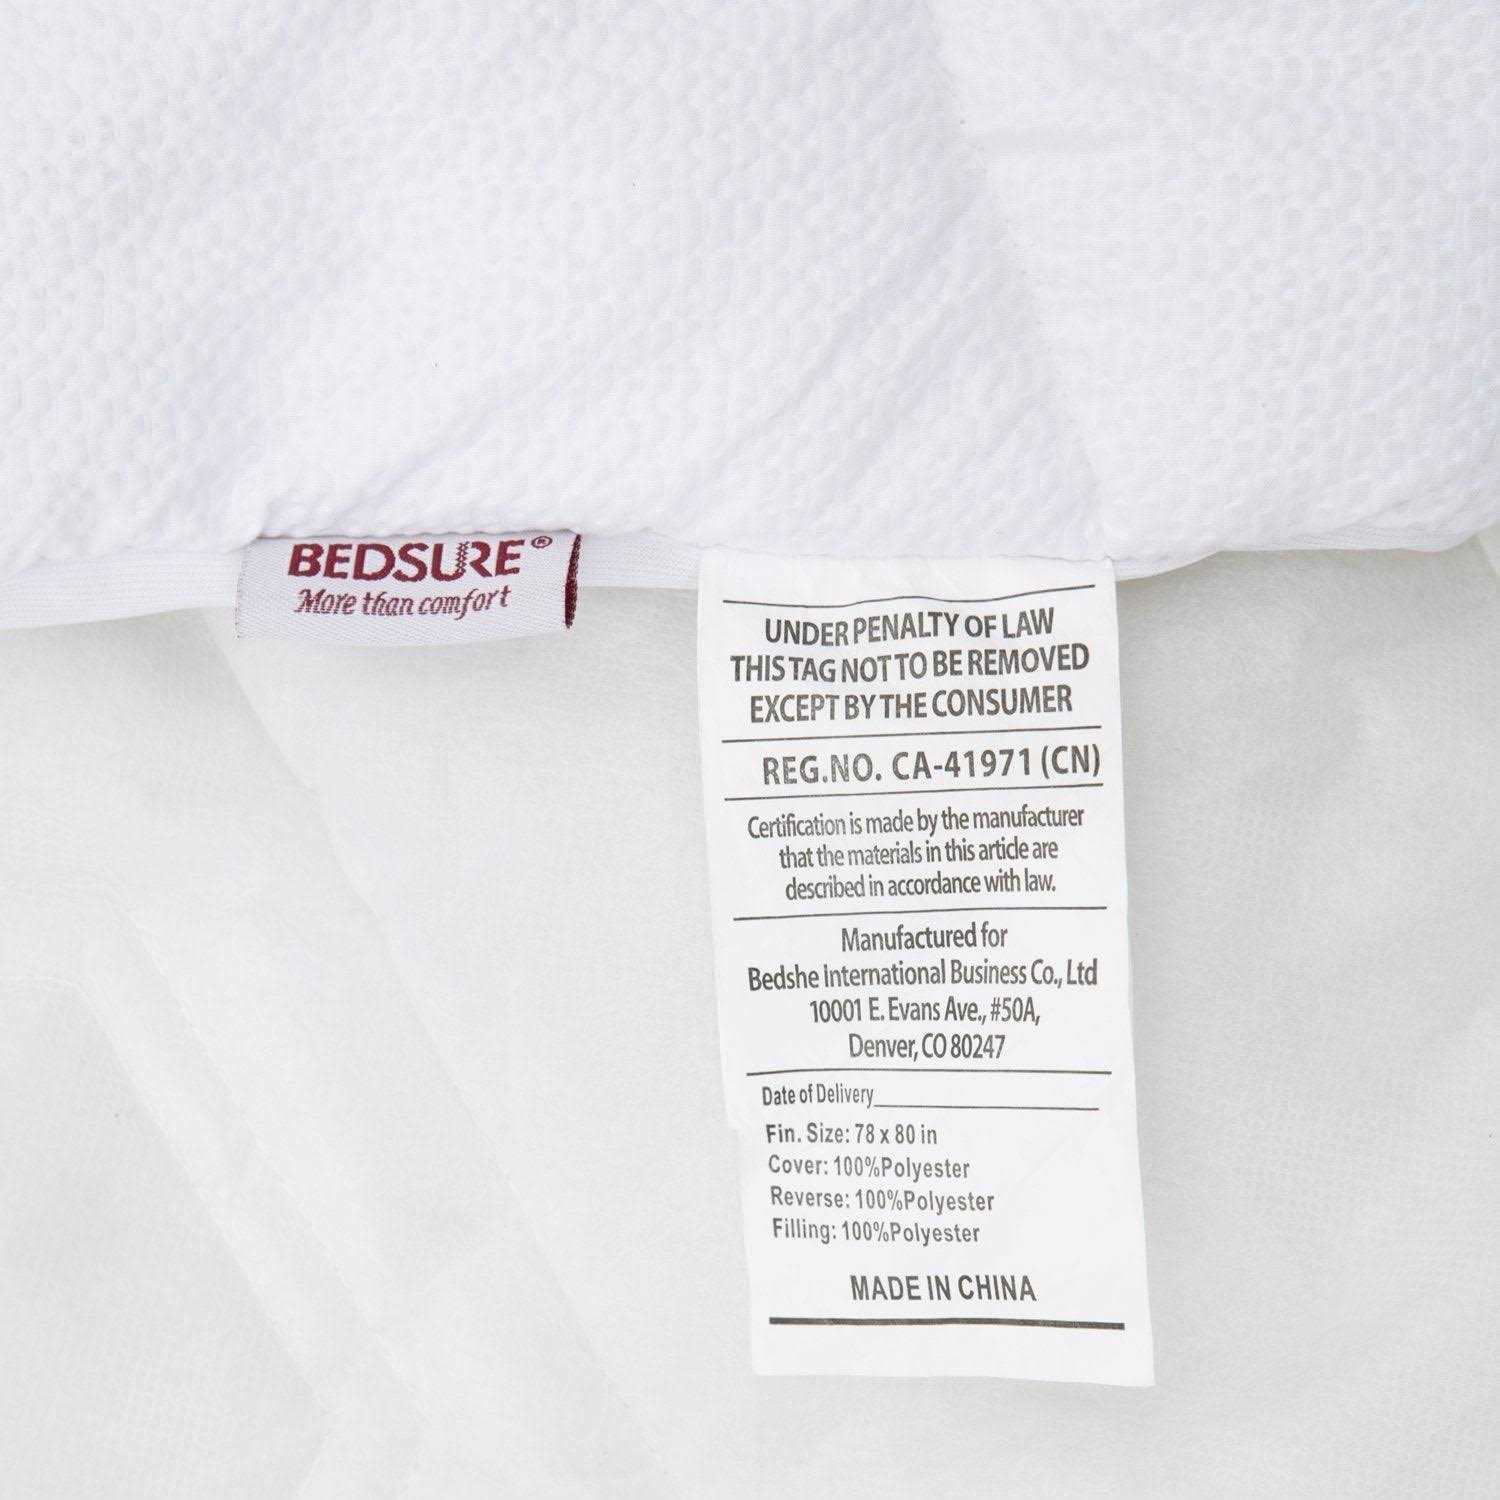 BEDSURE®
More than comfort
UNDER PENALTY OF LAW
THIS TAG NOT TO BE REMOVED
EXCEPT BY THE CONSUMER
REG.NO. CA-41971 (CN)
Certification is made by the manufacturer
that the materials in this article are
described in accordance with law.
Manufactured for
Bedshe International Business Co., Ltd
10001 E. Evans Ave., #50A,
Denver, CO 80247
Date of Delivery
Fin. Size: 78 x 80 in
Cover: 100%Polyester
Reverse: 100%Polyester
Filling: 100%Polyester
MADE IN CHINA